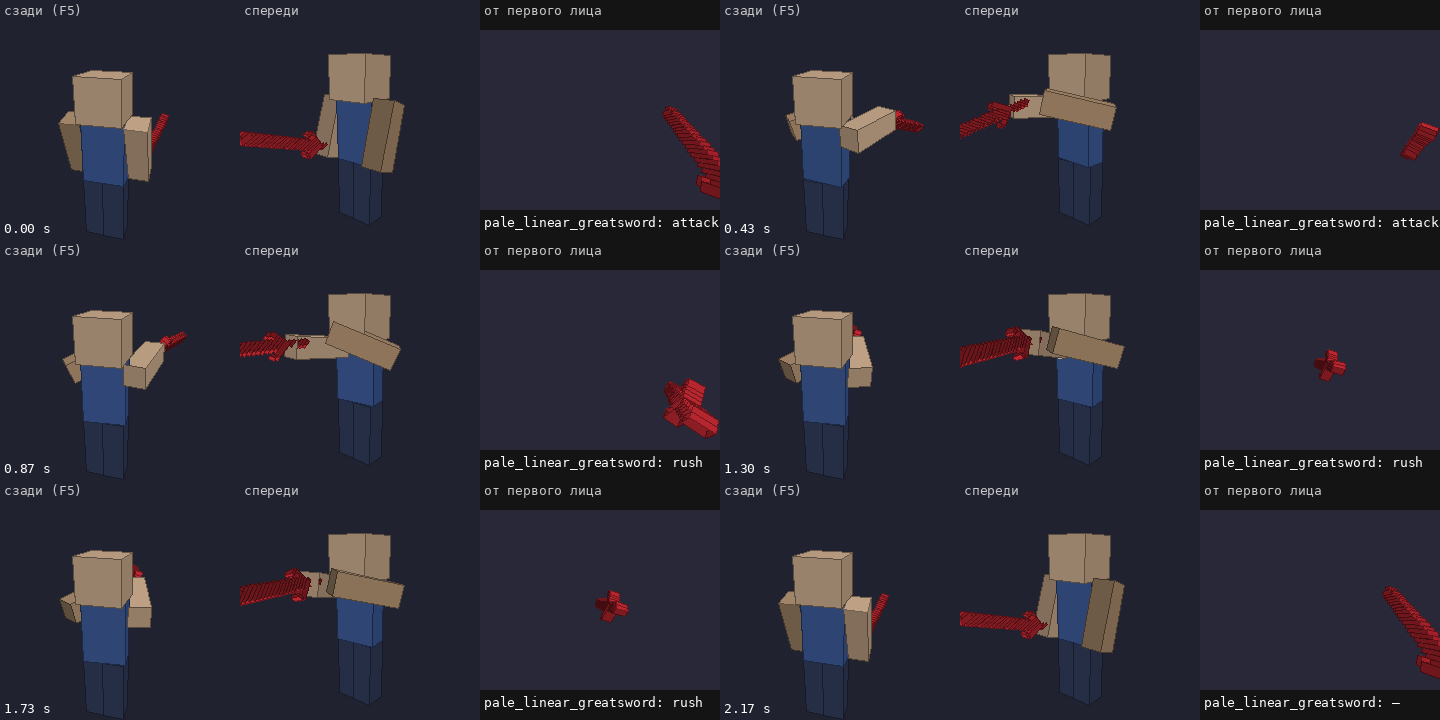 сзади (F5) спереди от первого лица сзади (F5) спереди от первого лица
0.00 s pale_linear_greatsword: attack 0.43 s pale_linear_greatsword: attack
сзади (F5) спереди от первого лица сзади (F5) спереди от первого лица
0.87 s pale_linear_greatsword: rush 1.30 s pale_linear_greatsword: rush
сзади (F5) спереди от первого лица сзади (F5) спереди от первого лица
1.73 s pale_linear_greatsword: rush 2.17 s pale_linear_greatsword: —